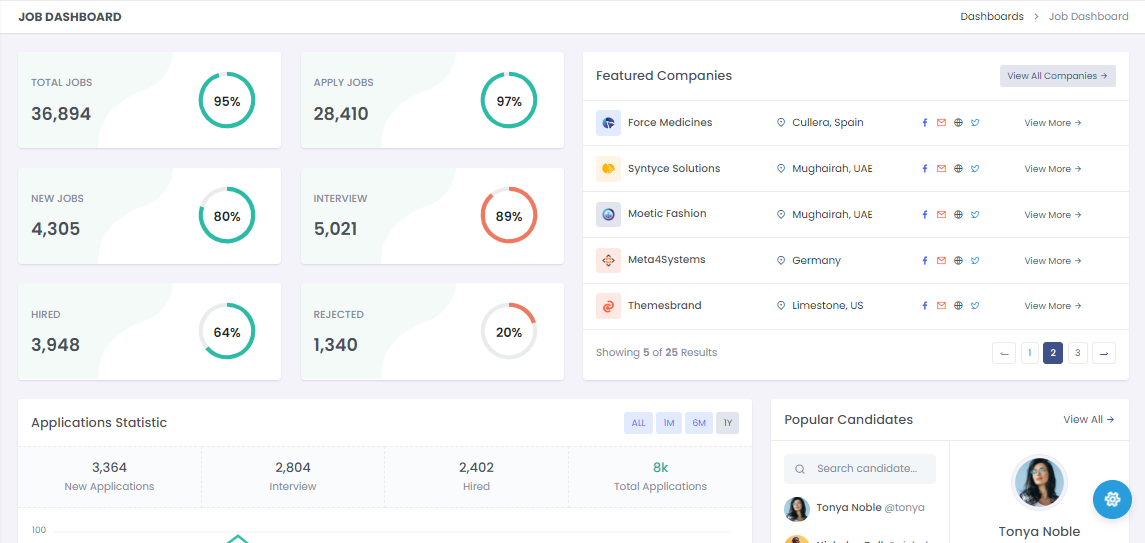 JOB DASHBOARD
Dashboards > Job Dashboard
TOTAL JOBS
36,894
95%
APPLY JOBS
28,410
97%
NEW JOBS
4,305
80%
INTERVIEW
5,021
89%
HIRED
3,948
64%
REJECTED
1,340
20%
Featured Companies
View All Companies →
Force Medicines Cullera, Spain View More →
Syntyce Solutions Mughairah, UAE View More →
Moetic Fashion Mughairah, UAE View More →
Meta4Systems Germany View More →
Themesbrand Limestone, US View More →
Showing 5 of 25 Results
← 1 2 3 →
Applications Statistic
ALL 1M 6M 1Y
3,364 2,804 2,402 8k
New Applications Interview Hired Total Applications
100
Popular Candidates
View All →
Search candidate...
Tonya Noble @tonya
Tonya Noble